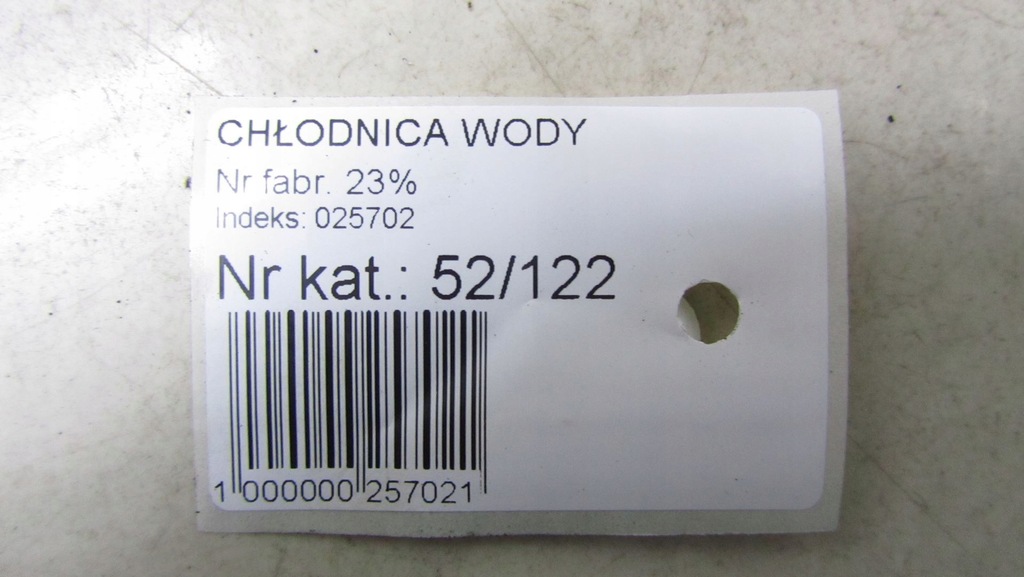 CHŁODNICA WODY
Nr fabr. 23%
Indeks: 025702
Nr kat.: 52/122
1 000000 257021